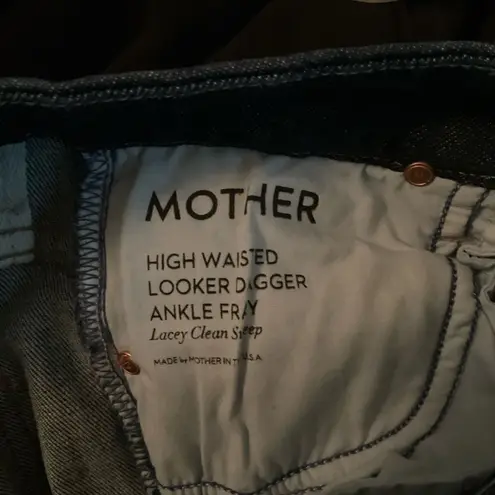 MOTHER
HIGH WAISTED
LOOKER DAGGER
ANKLE FRAY
Lacey Clean Sweep
MADE by MOTHER IN THE U.S.A.